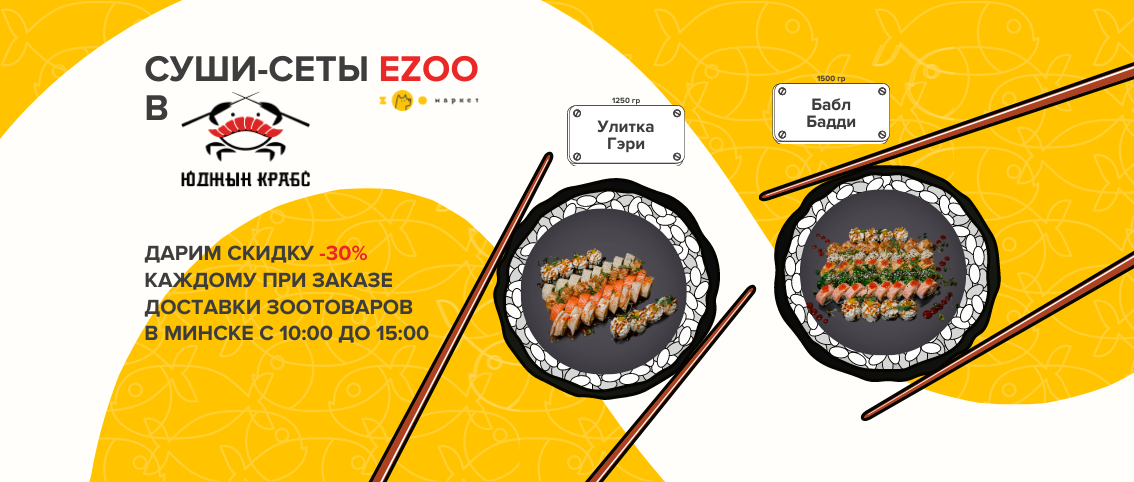 СУШИ-СЕТЫ EZOO
зоомаркет
В
ЮДЖЫН КРАБС
ДАРИМ СКИДКУ -30%
КАЖДОМУ ПРИ ЗАКАЗЕ
ДОСТАВКИ ЗООТОВАРОВ
В МИНСКЕ С 10:00 ДО 15:00
1250 гр
Улитка
Гэри
1500 гр
Бабл
Бадди